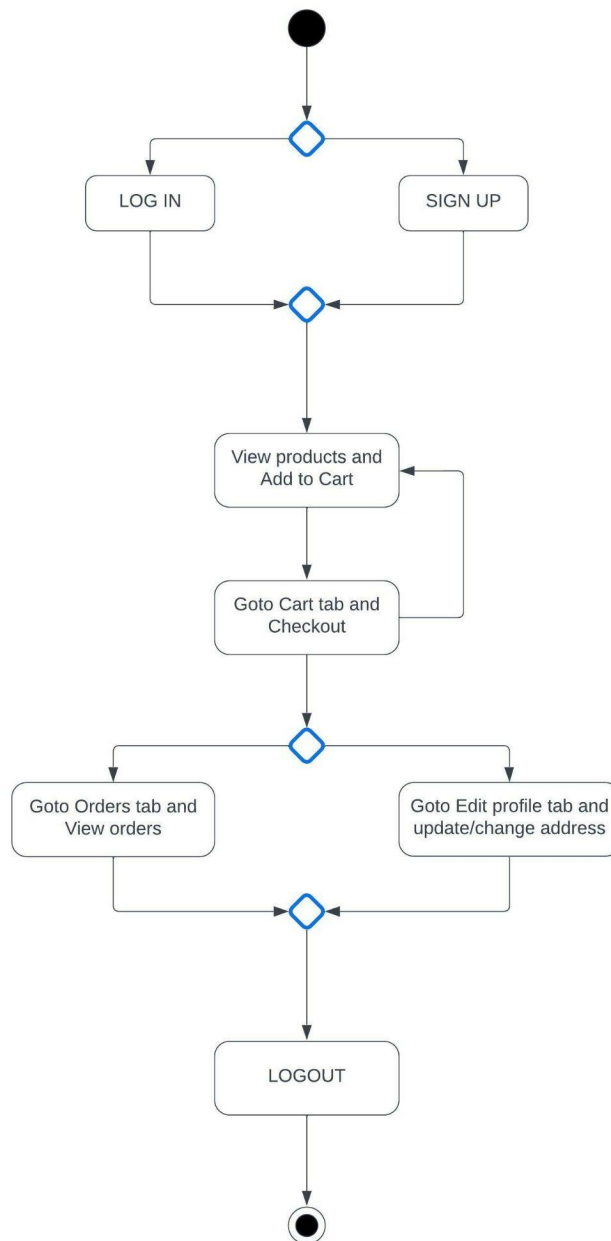 LOG IN
SIGN UP
View products and
Add to Cart
Goto Cart tab and
Checkout
Goto Orders tab and
View orders
Goto Edit profile tab and
update/change address
LOGOUT